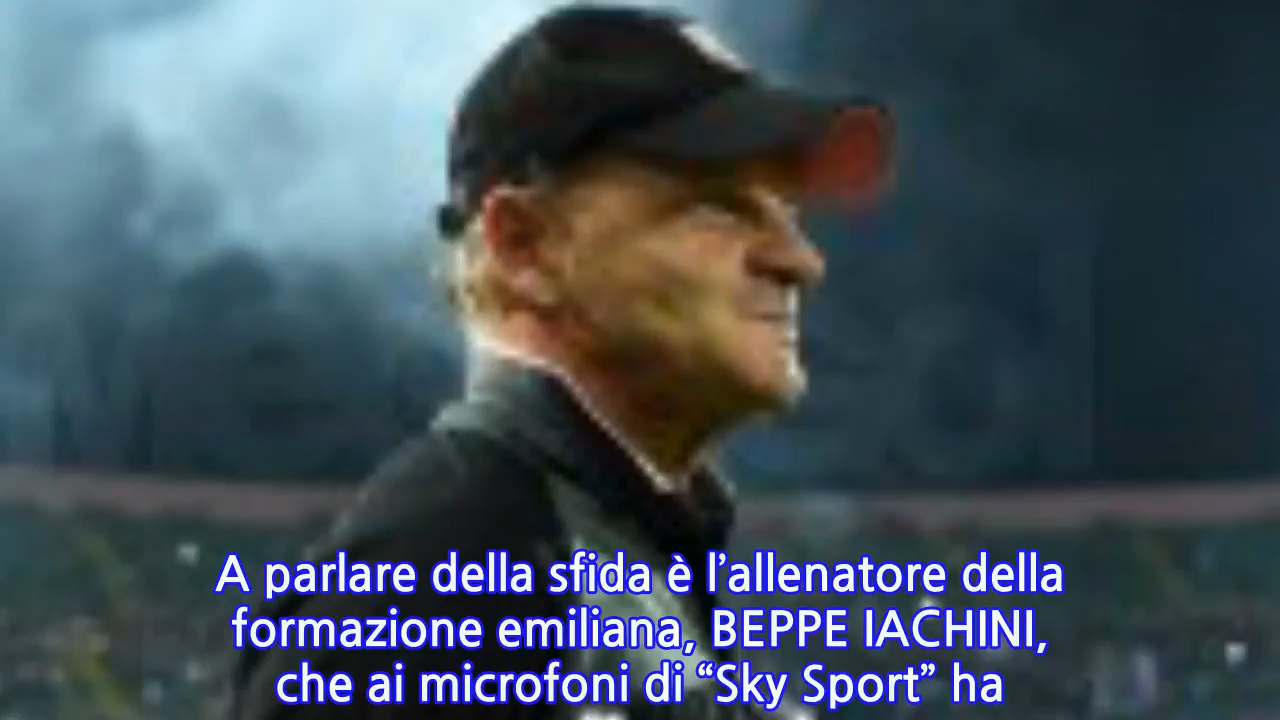 A parlare della sfida è l’allenatore della
formazione emiliana, BEPPE IACHINI,
che ai microfoni di “Sky Sport” ha